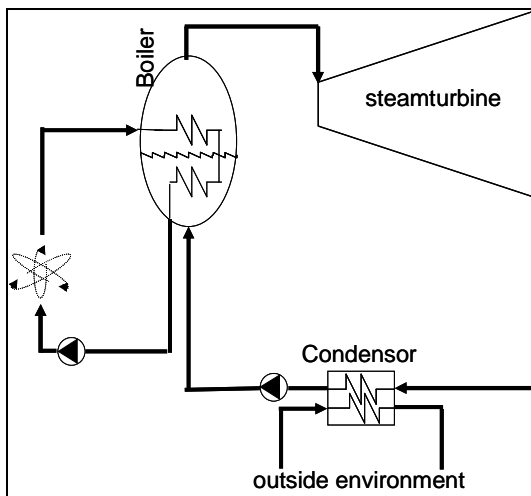 Boiler
steamturbine
Condensor
outside environment